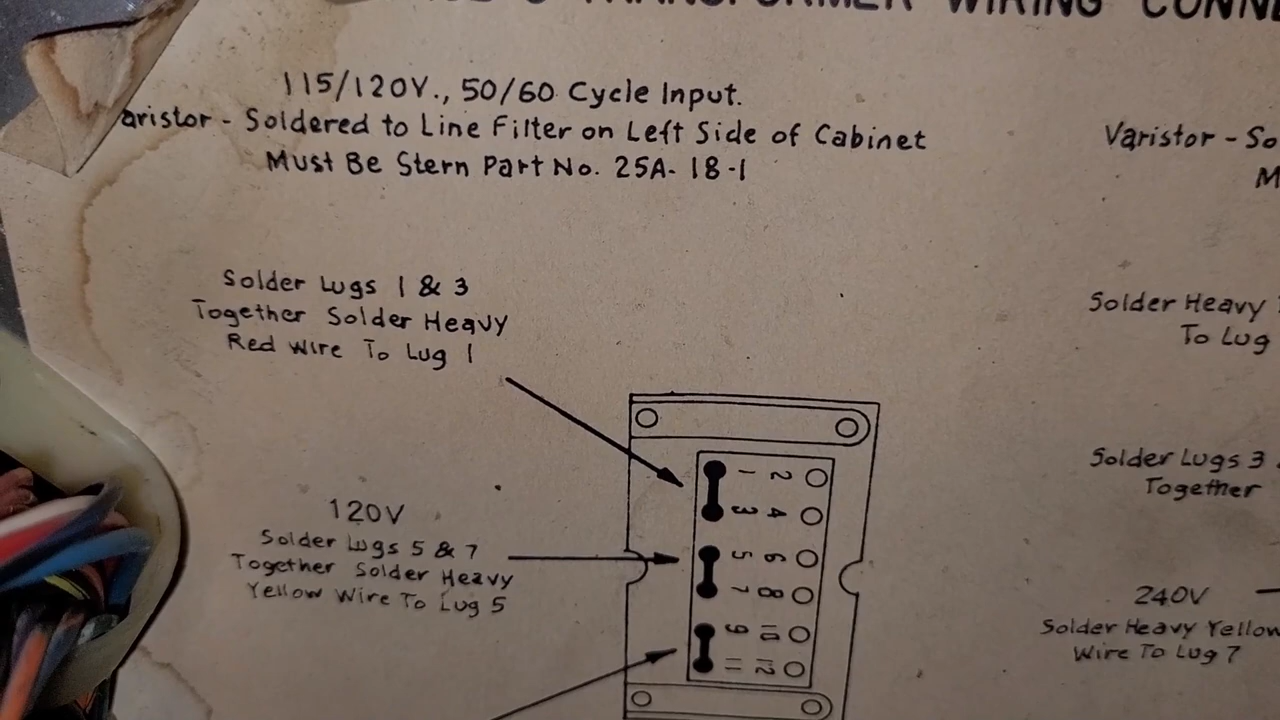 TRANSFORMER WIRING
115/120V., 50/60 Cycle Input.
aristor - Soldered to Line Filter on Left Side of Cabinet
Must Be Stern Part No. 25A-18-1
Varistor - So
M
Solder Lugs 1 & 3
Together Solder Heavy
Red Wire To Lug 1
Solder Heavy
To Lug
Solder Lugs 3
Together
120V
Solder Lugs 5 & 7
Together Solder Heavy
Yellow Wire To Lug 5
1 2
3 4
5 6
7 8
9 10
11 12
240V
Solder Heavy Yellow
Wire To Lug 7